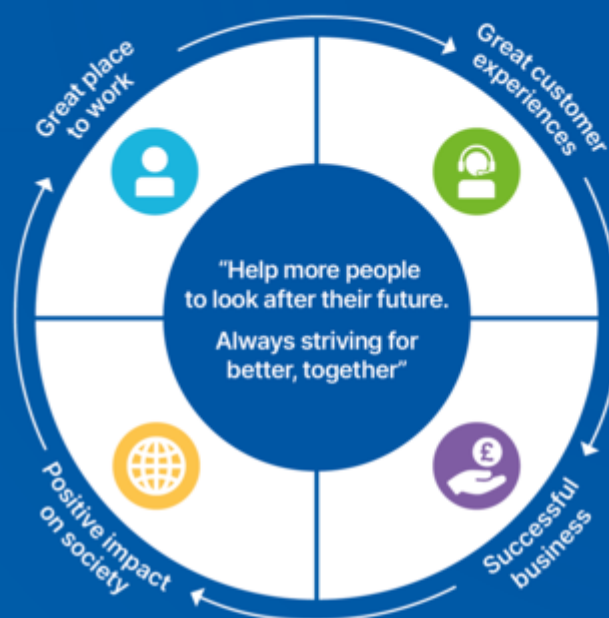 Great place
to work
Great customer
experiences
“Help more people
to look after their future.
Always striving for
better, together”
£
Positive impact
on society
Successful
business